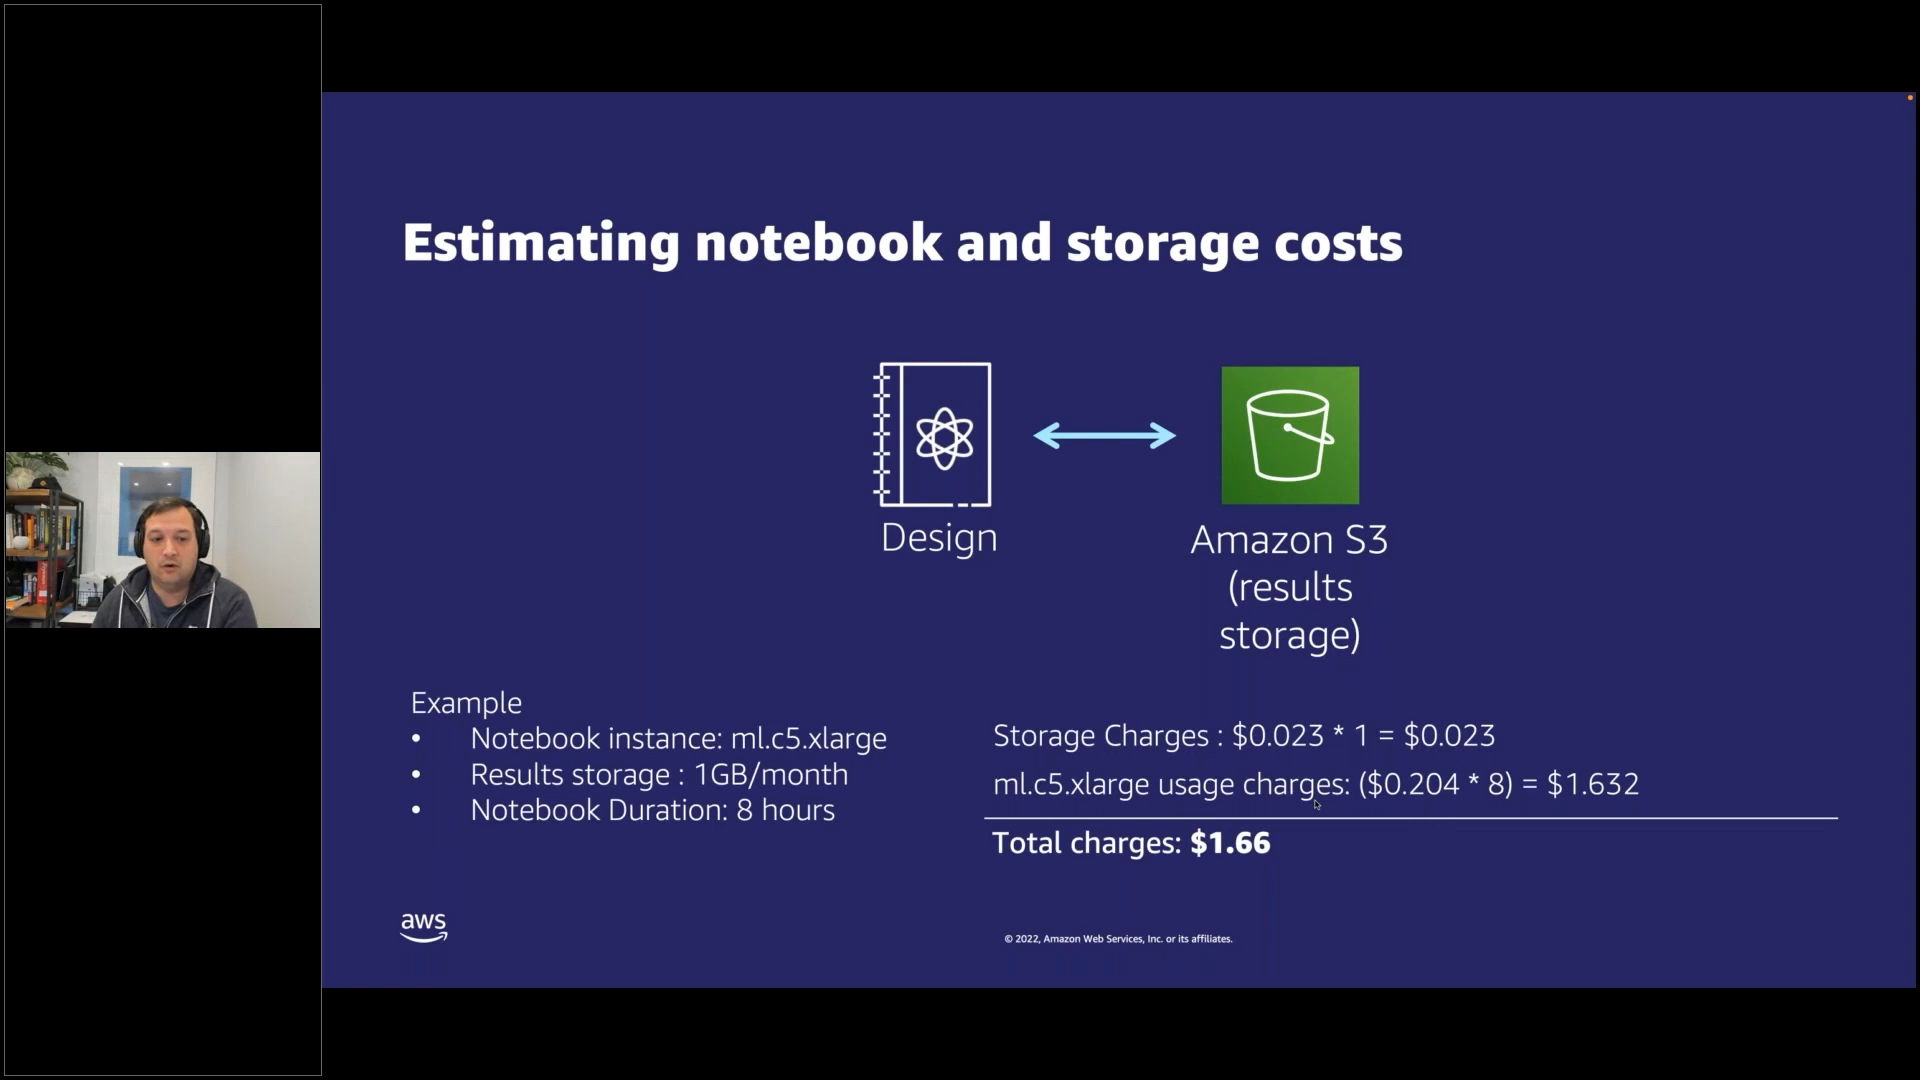 Estimating notebook and storage costs
Design
Amazon S3
(results
storage)
Example
• Notebook instance: ml.c5.xlarge
• Results storage : 1GB/month
• Notebook Duration: 8 hours
Storage Charges : $0.023 * 1 = $0.023
ml.c5.xlarge usage charges: ($0.204 * 8) = $1.632
Total charges: $1.66
aws
© 2022, Amazon Web Services, Inc. or its affiliates.